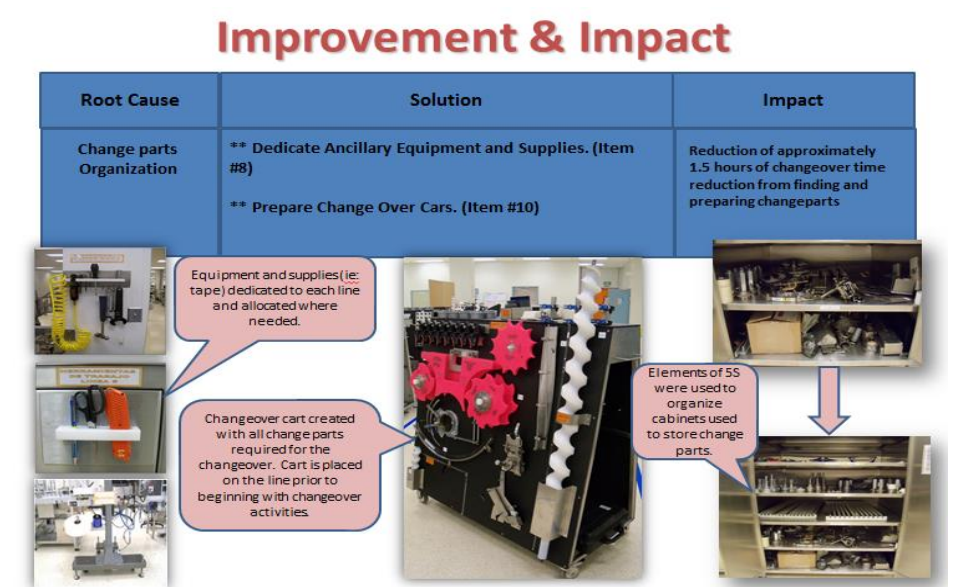 Improvement & Impact
Root Cause
Solution
Impact
Change parts
Organization
** Dedicate Ancillary Equipment and Supplies. (Item
#8)
** Prepare Change Over Cars. (Item #10)
Reduction of approximately
1.5 hours of changeover time
reduction from finding and
preparing changeparts
Equipment and supplies (ie:
tape) dedicated to each line
and allocated where
needed.
HERRAMIENTAS
DE TRABAJO
Changeover cart created
with all change parts
required for the
changeover. Cart is placed
on the line prior to
beginning with changeover
activities.
Elements of 5S
were used to
organize
cabinets used
to store change
parts.